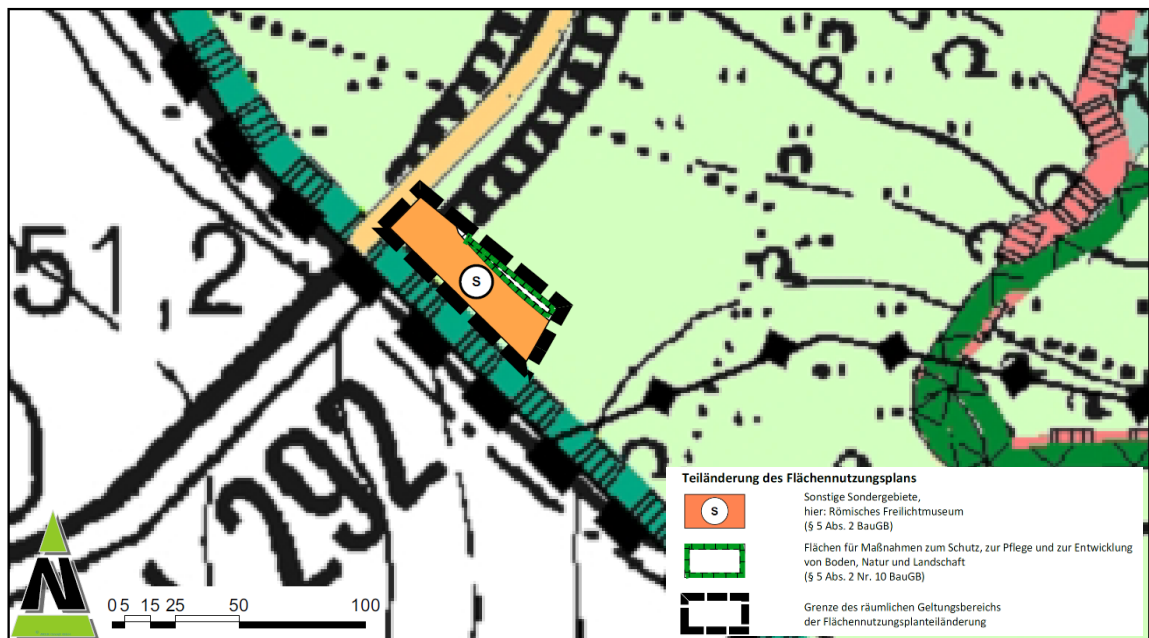 51,2
292
S
Teiländerung des Flächennutzungsplans
S
Sonstige Sondergebiete,
hier: Römisches Freilichtmuseum
(§ 5 Abs. 2 BauGB)
Flächen für Maßnahmen zum Schutz, zur Pflege und zur Entwicklung
von Boden, Natur und Landschaft
(§ 5 Abs. 2 Nr. 10 BauGB)
Grenze des räumlichen Geltungsbereichs
der Flächennutzungsplanteiländerung
N
0 5 15 25 50 100